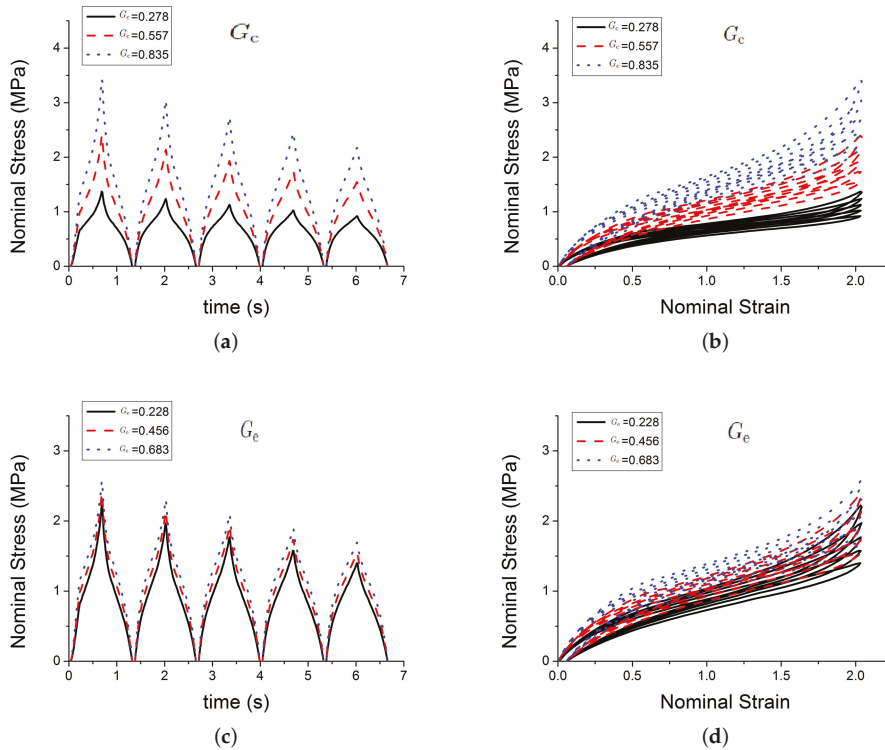 Gc=0.278
Gc=0.557
Gc=0.835
Gc
Nominal Stress (MPa)
4
3
2
1
0
0 1 2 3 4 5 6 7
time (s)
(a)
Gc=0.278
Gc=0.557
Gc=0.835
Gc
Nominal Stress (MPa)
4
3
2
1
0
0.0 0.5 1.0 1.5 2.0
Nominal Strain
(b)
Ge=0.228
Ge=0.456
Ge=0.683
Ge
Nominal Stress (MPa)
3
2
1
0
0 1 2 3 4 5 6 7
time (s)
(c)
Ge=0.228
Ge=0.456
Ge=0.683
Ge
Nominal Stress (MPa)
3
2
1
0
0.0 0.5 1.0 1.5 2.0
Nominal Strain
(d)